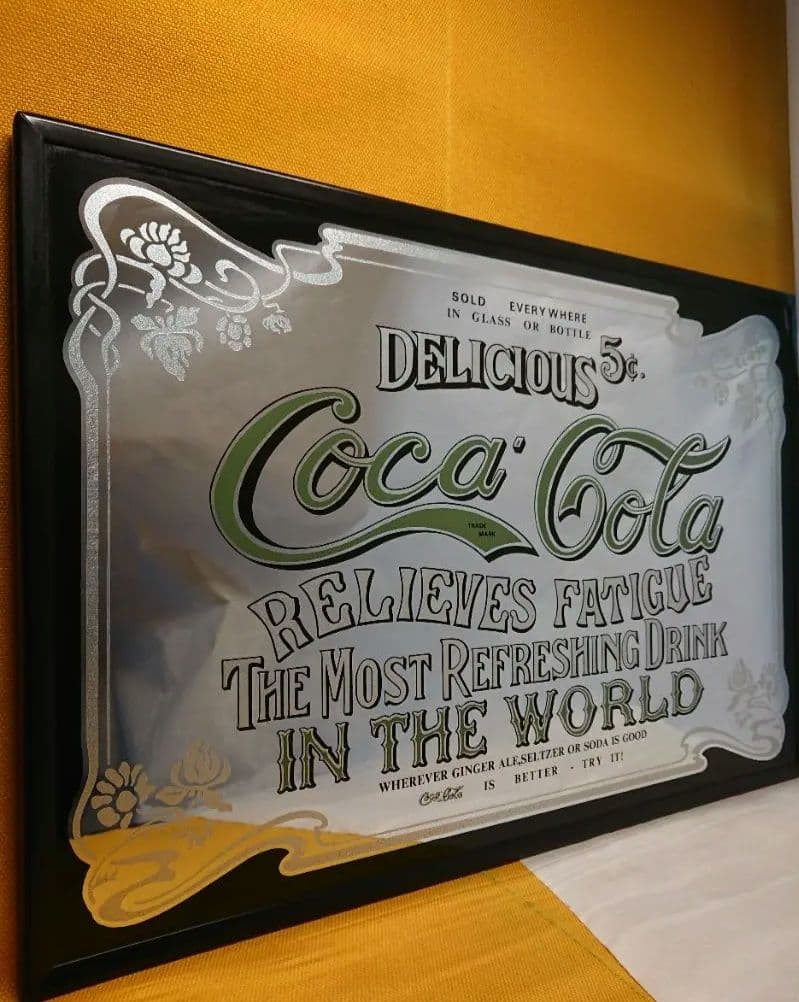 SOLD EVERYWHERE
IN GLASS OR BOTTLE
DELICIOUS 5¢.
Coca-Cola
TRADE
MARK
RELIEVES FATIGUE
THE MOST REFRESHING DRINK
IN THE WORLD
WHEREVER GINGER ALE,SELTZER OR SODA IS GOOD
Coca-Cola IS BETTER - TRY IT!